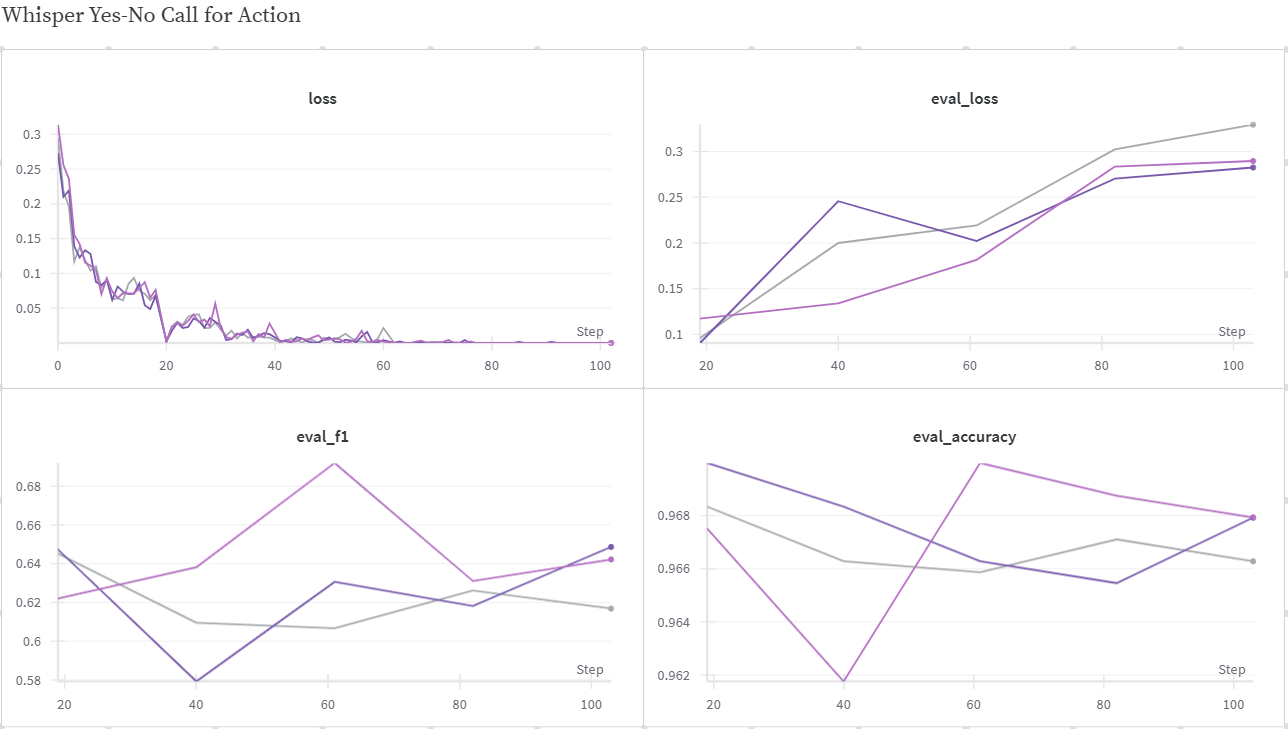 Whisper Yes-No Call for Action
loss
0.3
0.25
0.2
0.15
0.1
0.05
Step
0 20 40 60 80 100
eval_loss
0.3
0.25
0.2
0.15
0.1
Step
20 40 60 80 100
eval_f1
0.68
0.66
0.64
0.62
0.6
0.58
Step
20 40 60 80 100
eval_accuracy
0.968
0.966
0.964
0.962
Step
20 40 60 80 100